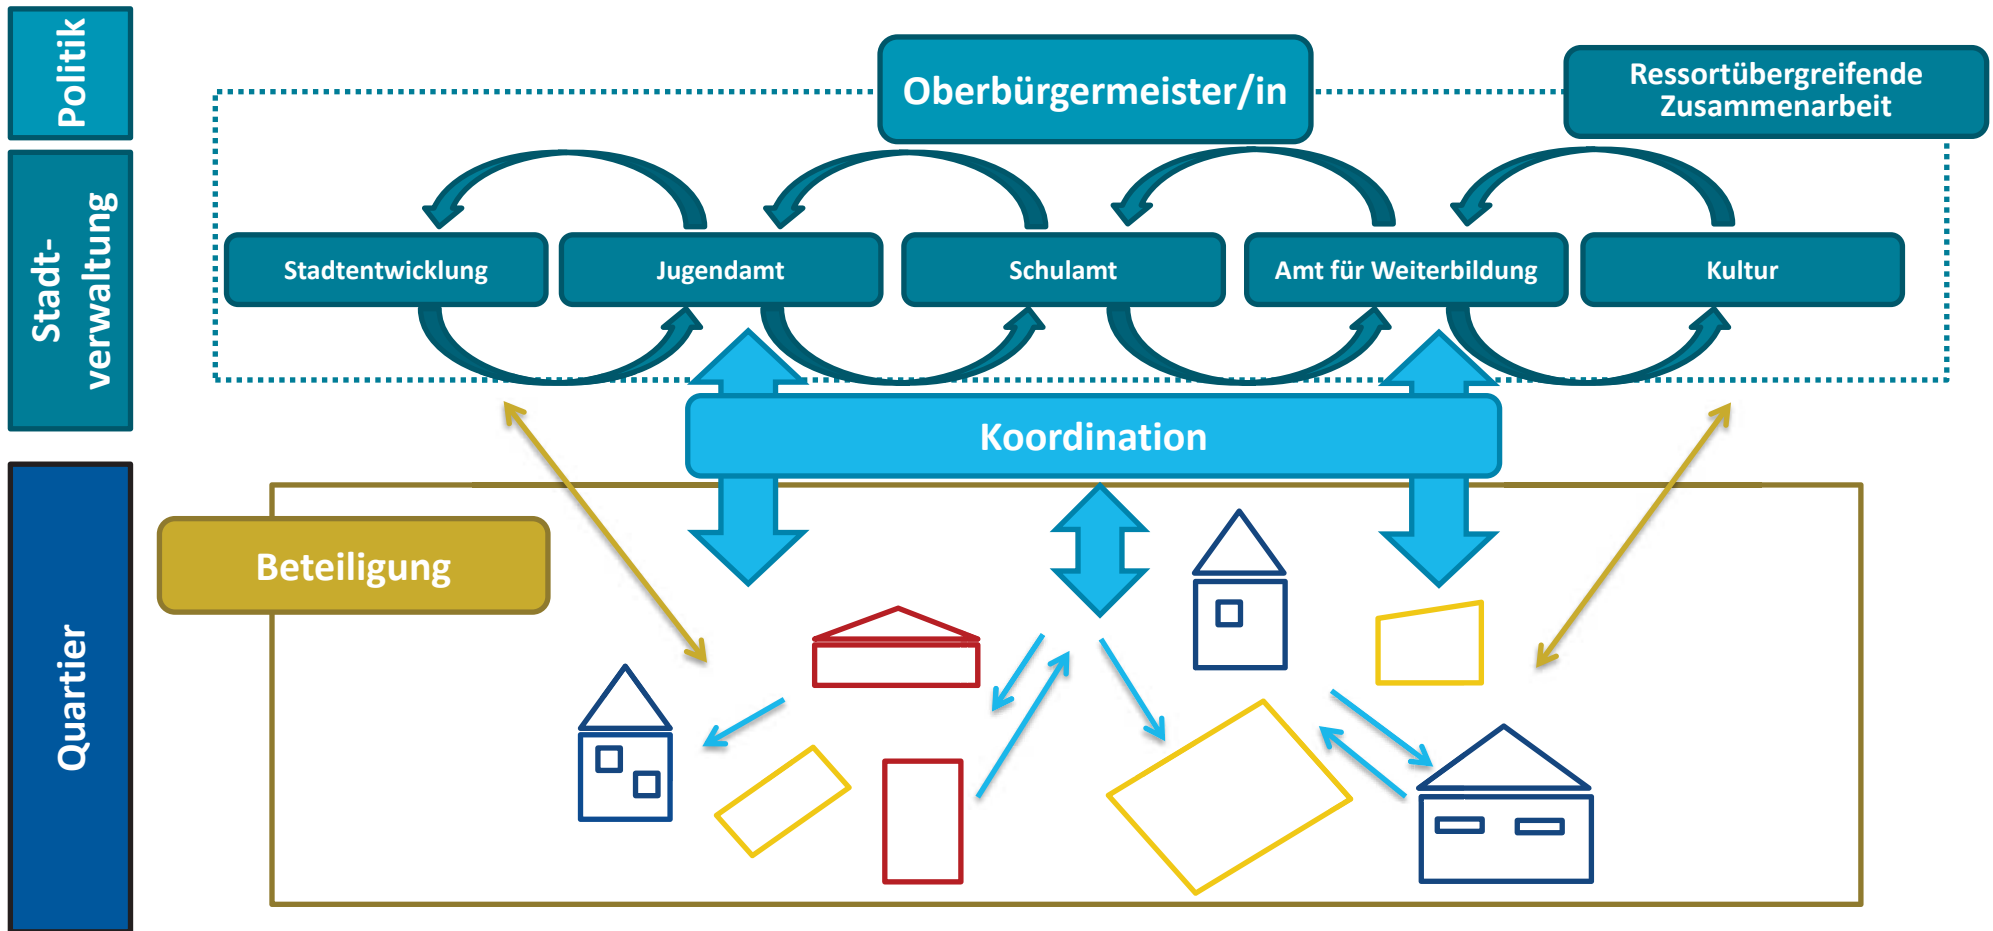 Politik
Oberbürgermeister/in
Ressortübergreifende
Zusammenarbeit
Stadt-
verwaltung
Stadtentwicklung
Jugendamt
Schulamt
Amt für Weiterbildung
Kultur
Koordination
Quartier
Beteiligung